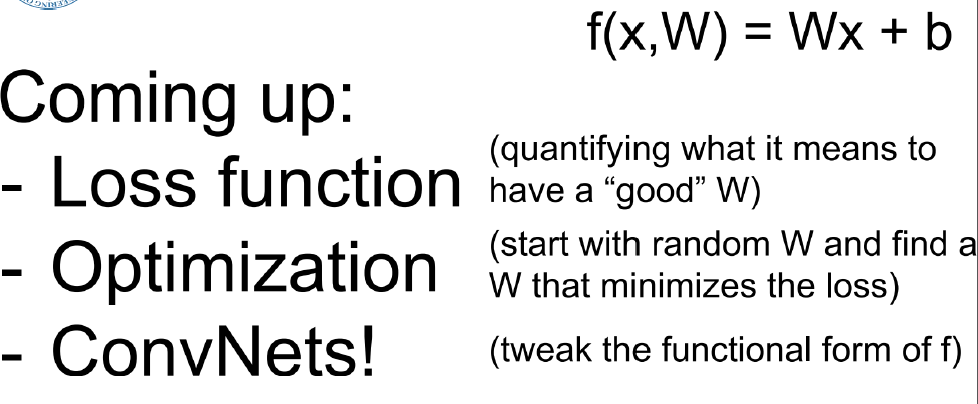 f(x,W) = Wx + b
Coming up:
- Loss function
(quantifying what it means to
have a “good” W)
- Optimization
(start with random W and find a
W that minimizes the loss)
- ConvNets!
(tweak the functional form of f)